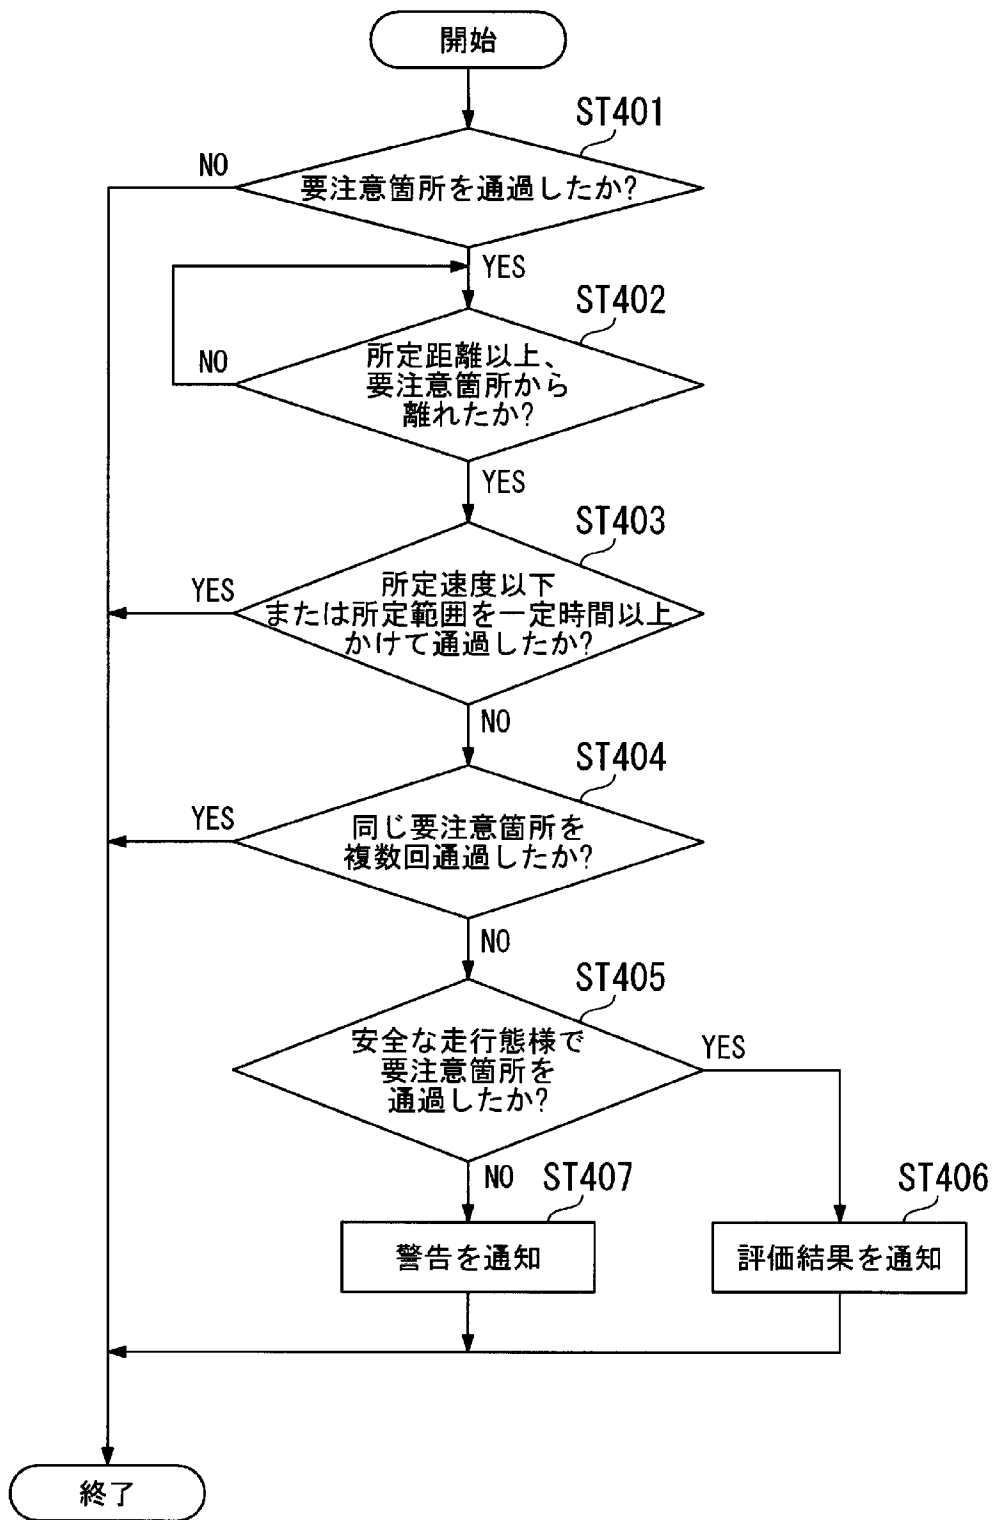 開始
ST401
NO
要注意箇所を通過したか?
YES
ST402
NO
所定距離以上、
要注意箇所から
離れたか?
YES
ST403
YES
所定速度以下
または所定範囲を一定時間以上
かけて通過したか?
NO
ST404
YES
同じ要注意箇所を
複数回通過したか?
NO
ST405
安全な走行態様で
要注意箇所を
通過したか?
YES
NO
ST407
ST406
警告を通知
評価結果を通知
終了